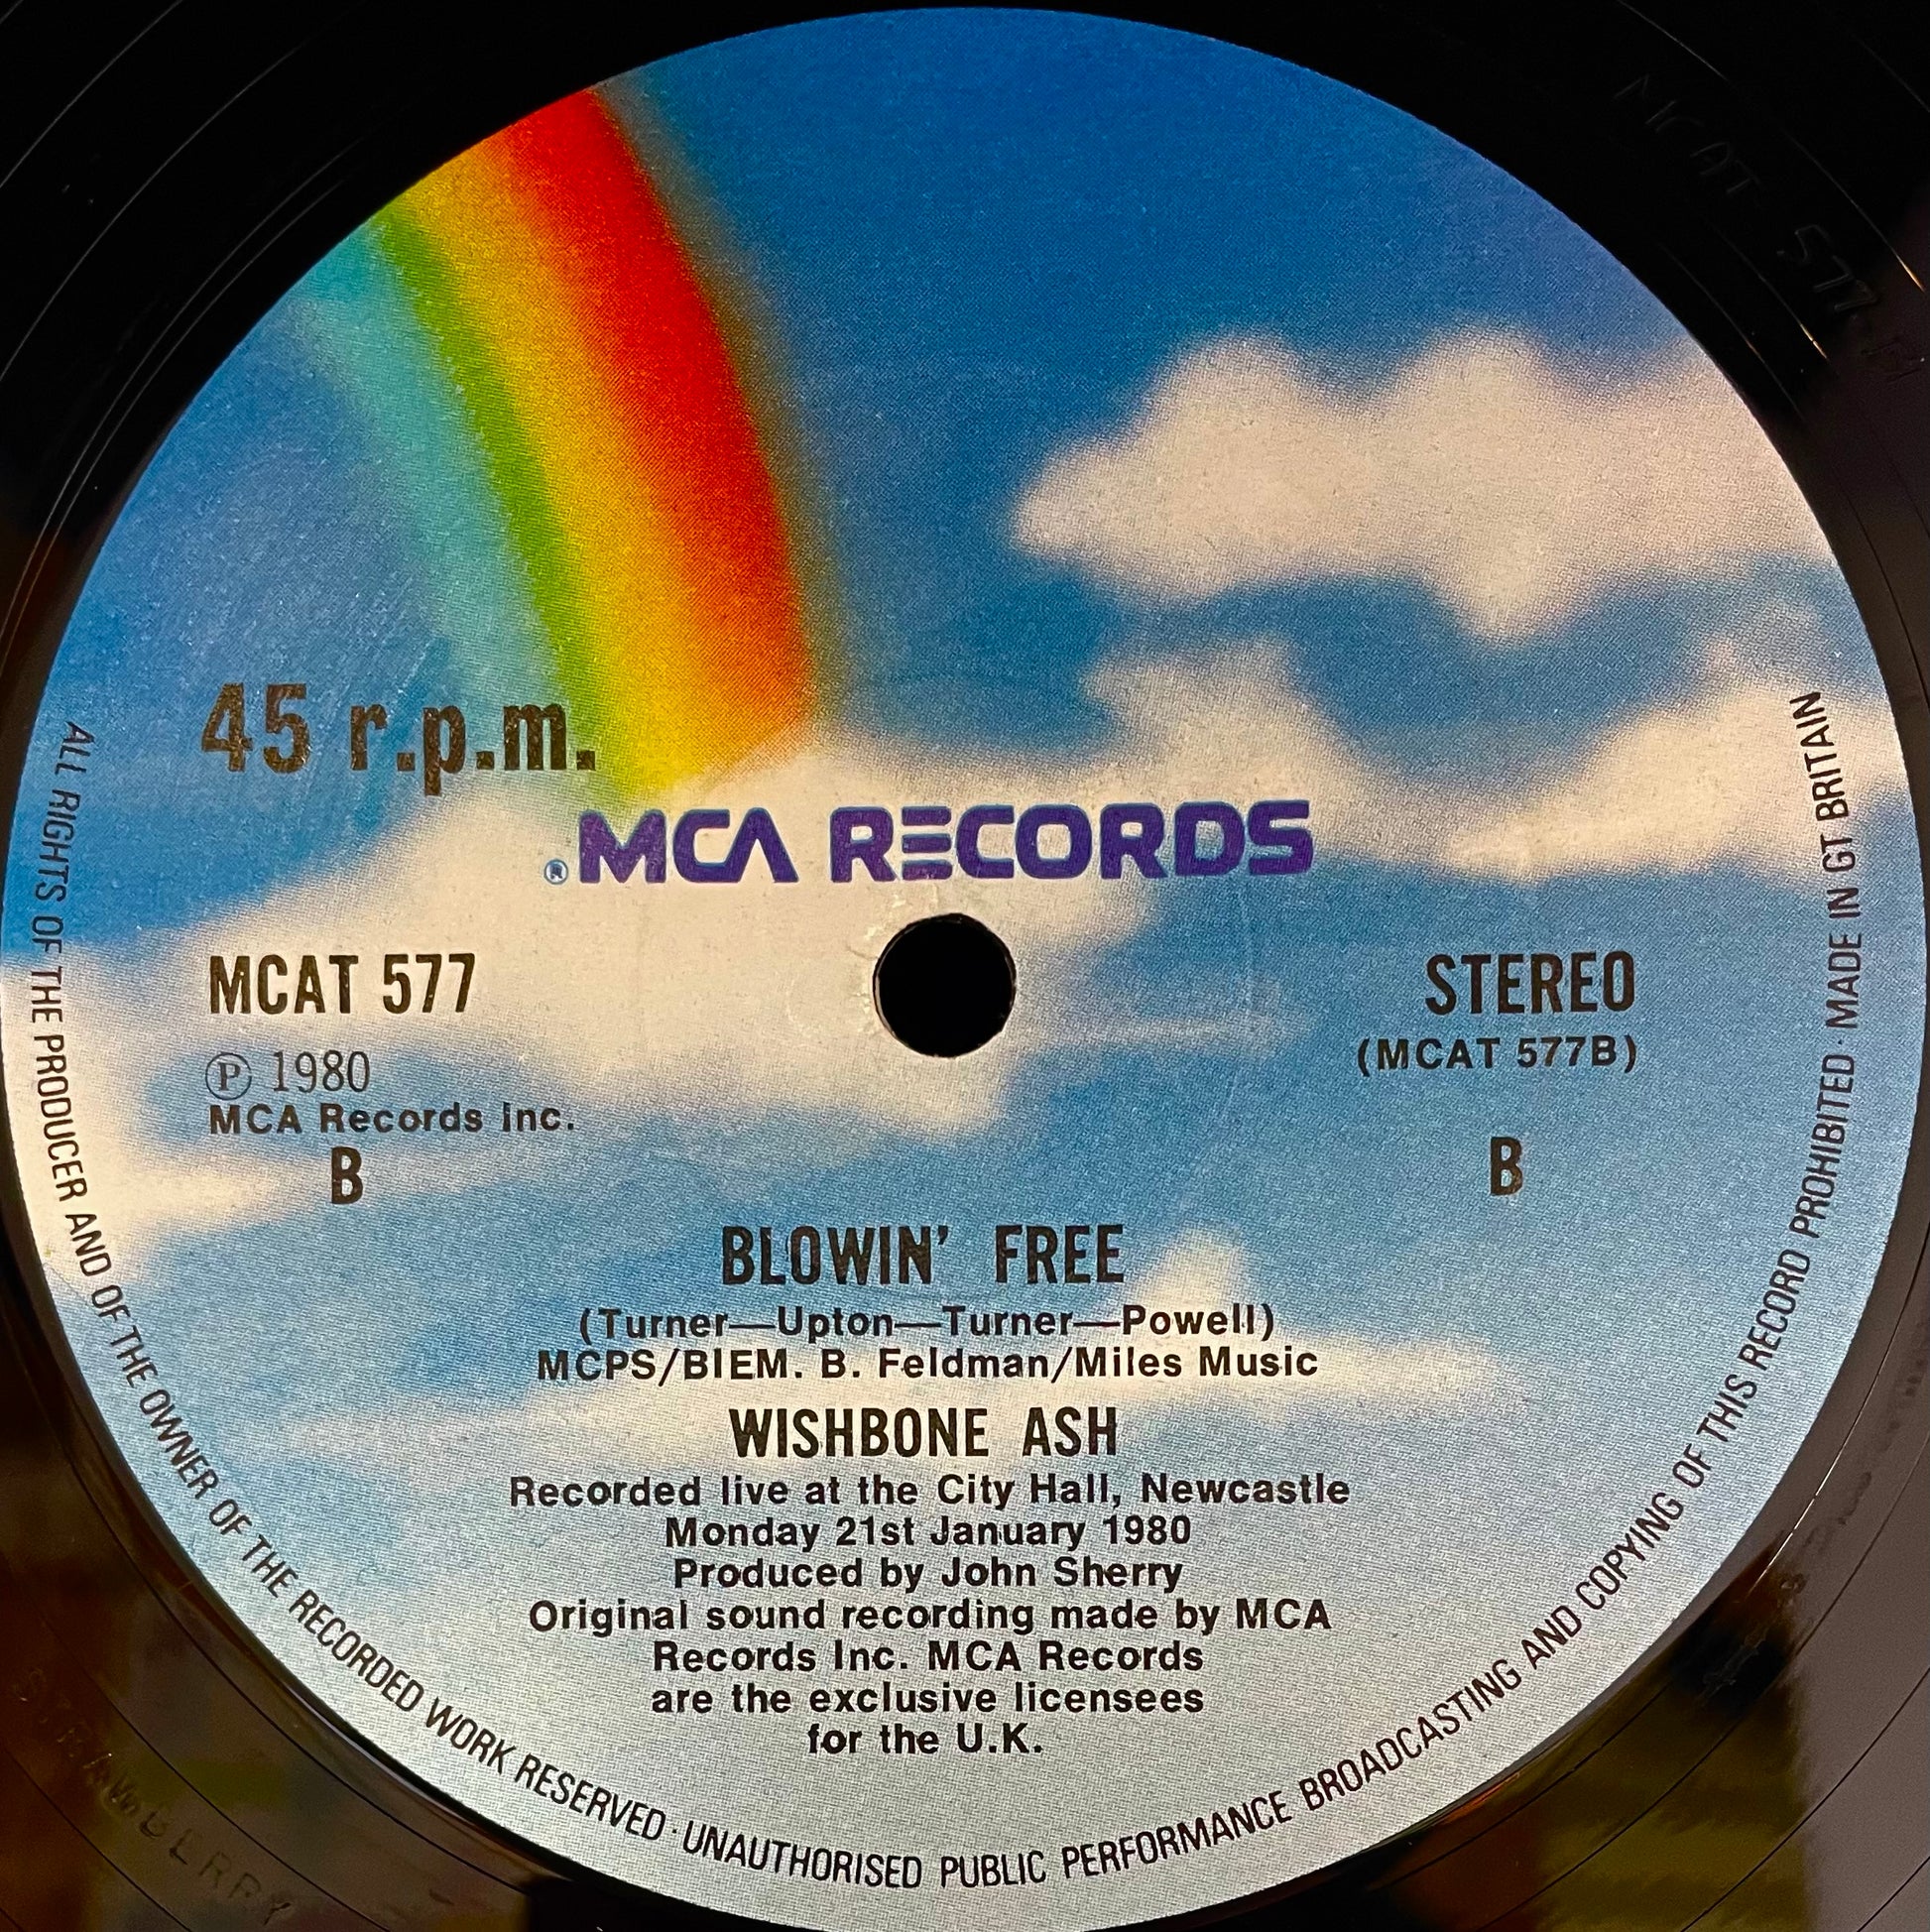 45 r.p.m.
® MCA RECORDS
MCAT 577
STEREO
(MCAT 577B)
Ⓟ 1980
MCA Records Inc.
B
B
BLOWIN' FREE
(Turner—Upton—Turner—Powell)
MCPS/BIEM. B. Feldman/Miles Music
WISHBONE ASH
Recorded live at the City Hall, Newcastle
Monday 21st January 1980
Produced by John Sherry
Original sound recording made by MCA
Records Inc. MCA Records
are the exclusive licensees
for the U.K.
ALL RIGHTS OF THE PRODUCER AND OF THE OWNER OF THE RECORDED WORK RESERVED · UNAUTHORISED PUBLIC PERFORMANCE BROADCASTING AND COPYING OF THIS RECORD PROHIBITED · MADE IN GT BRITAIN
MCAT 577
STRAWBERRY